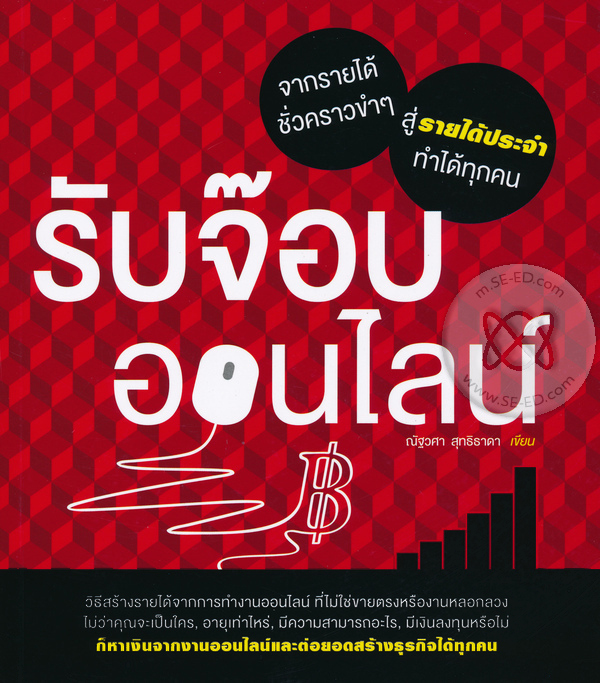 จากรายได้
ชั่วคราวขำๆ
สู่รายได้ประจำ
ทำได้ทุกคน
รับจ๊อบ
ออนไลน์
m.SE-ED.com
www.SE-ED.com
ณัฐวศา สุทธิธาดา เขียน
วิธีสร้างรายได้จากการทำงานออนไลน์ ที่ไม่ใช่ขายตรงหรืองานหลอกลวง
ไม่ว่าคุณจะเป็นใคร, อายุเท่าไหร่, มีความสามารถอะไร, มีเงินลงทุนหรือไม่
ก็หาเงินจากงานออนไลน์และต่อยอดสร้างธุรกิจได้ทุกคน